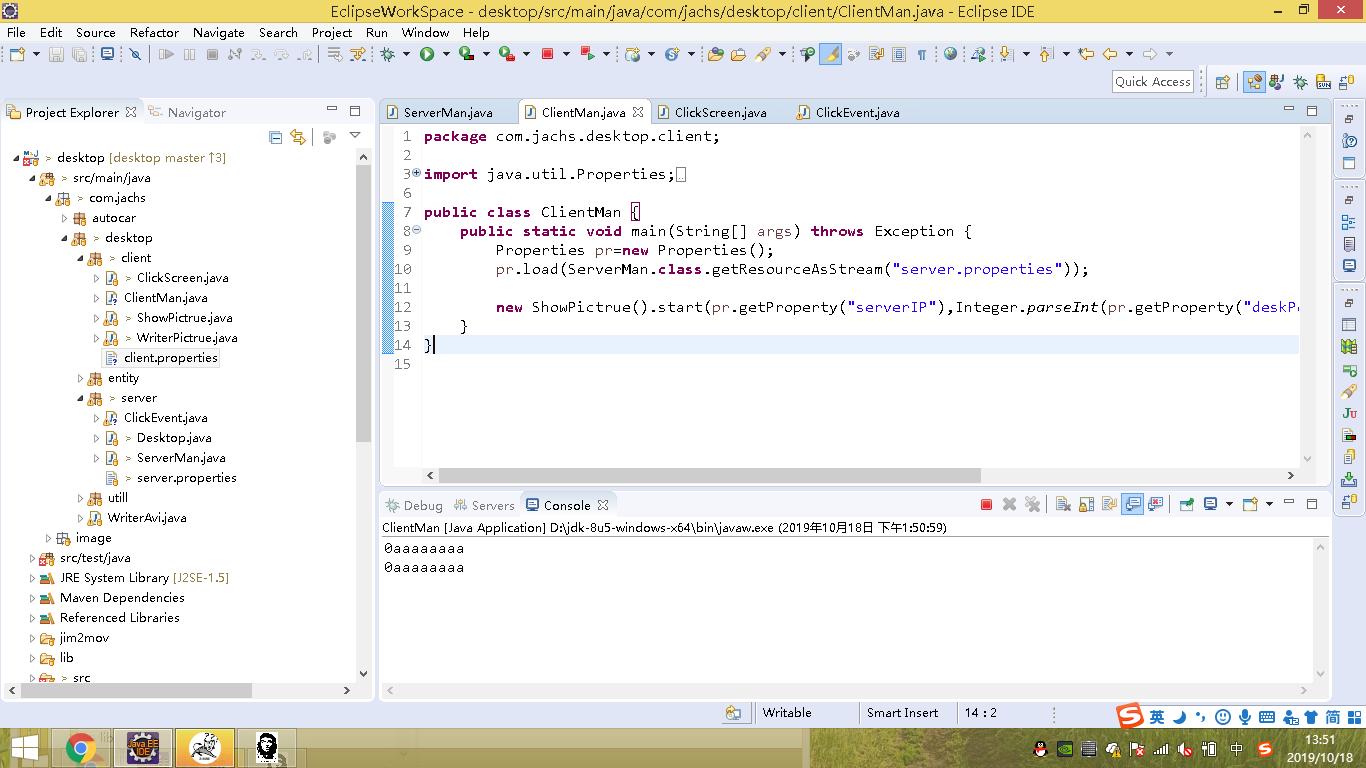 EclipseWorkSpace - desktop/src/main/java/com/jachs/desktop/client/ClientMan.java - Eclipse IDE
File Edit Source Refactor Navigate Search Project Run Window Help
Quick Access
Project Explorer Navigator
> desktop [desktop master ↑3]
> src/main/java
> com.jachs
autocar
> desktop
> client
> ClickScreen.java
ClientMan.java
> ShowPictrue.java
> WriterPictrue.java
client.properties
entity
> server
ClickEvent.java
> Desktop.java
> ServerMan.java
> server.properties
utill
WriterAvi.java
image
src/test/java
JRE System Library [J2SE-1.5]
Maven Dependencies
Referenced Libraries
jim2mov
lib
> src
ServerMan.java ClientMan.java ClickScreen.java ClickEvent.java
1 package com.jachs.desktop.client;
2
3 import java.util.Properties;
6
7 public class ClientMan {
8 public static void main(String[] args) throws Exception {
9 Properties pr=new Properties();
10 pr.load(ServerMan.class.getResourceAsStream("server.properties"));
11
12 new ShowPictrue().start(pr.getProperty("serverIP"),Integer.parseInt(pr.getProperty("deskP
13 }
14 }
15
Debug Servers Console
ClientMan [Java Application] D:\jdk-8u5-windows-x64\bin\javaw.exe (2019年10月18日 下午1:50:59)
0aaaaaaaa
0aaaaaaaa
Writable Smart Insert 14 : 2
英 简
Java EE IDE
中
13:51
2019/10/18